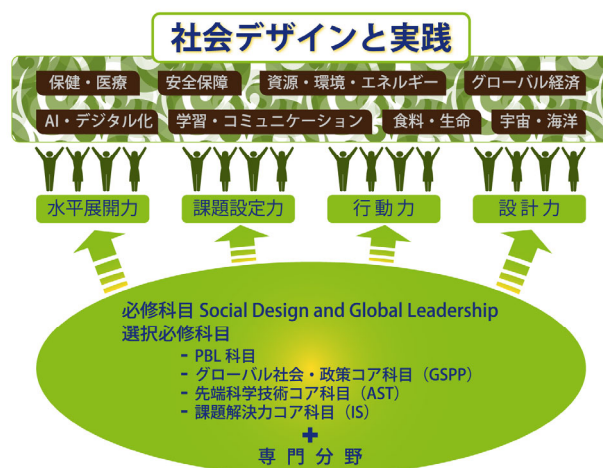 社会デザインと実践
保健・医療 安全保障 資源・環境・エネルギー グローバル経済
AI・デジタル化 学習・コミュニケーション 食料・生命 宇宙・海洋
水平展開力 課題設定力 行動力 設計力
必修科目 Social Design and Global Leadership
選択必修科目
- PBL 科目
- グローバル社会・政策コア科目（GSPP）
- 先端科学技術コア科目（AST）
- 課題解決力コア科目（IS）
+
専門分野